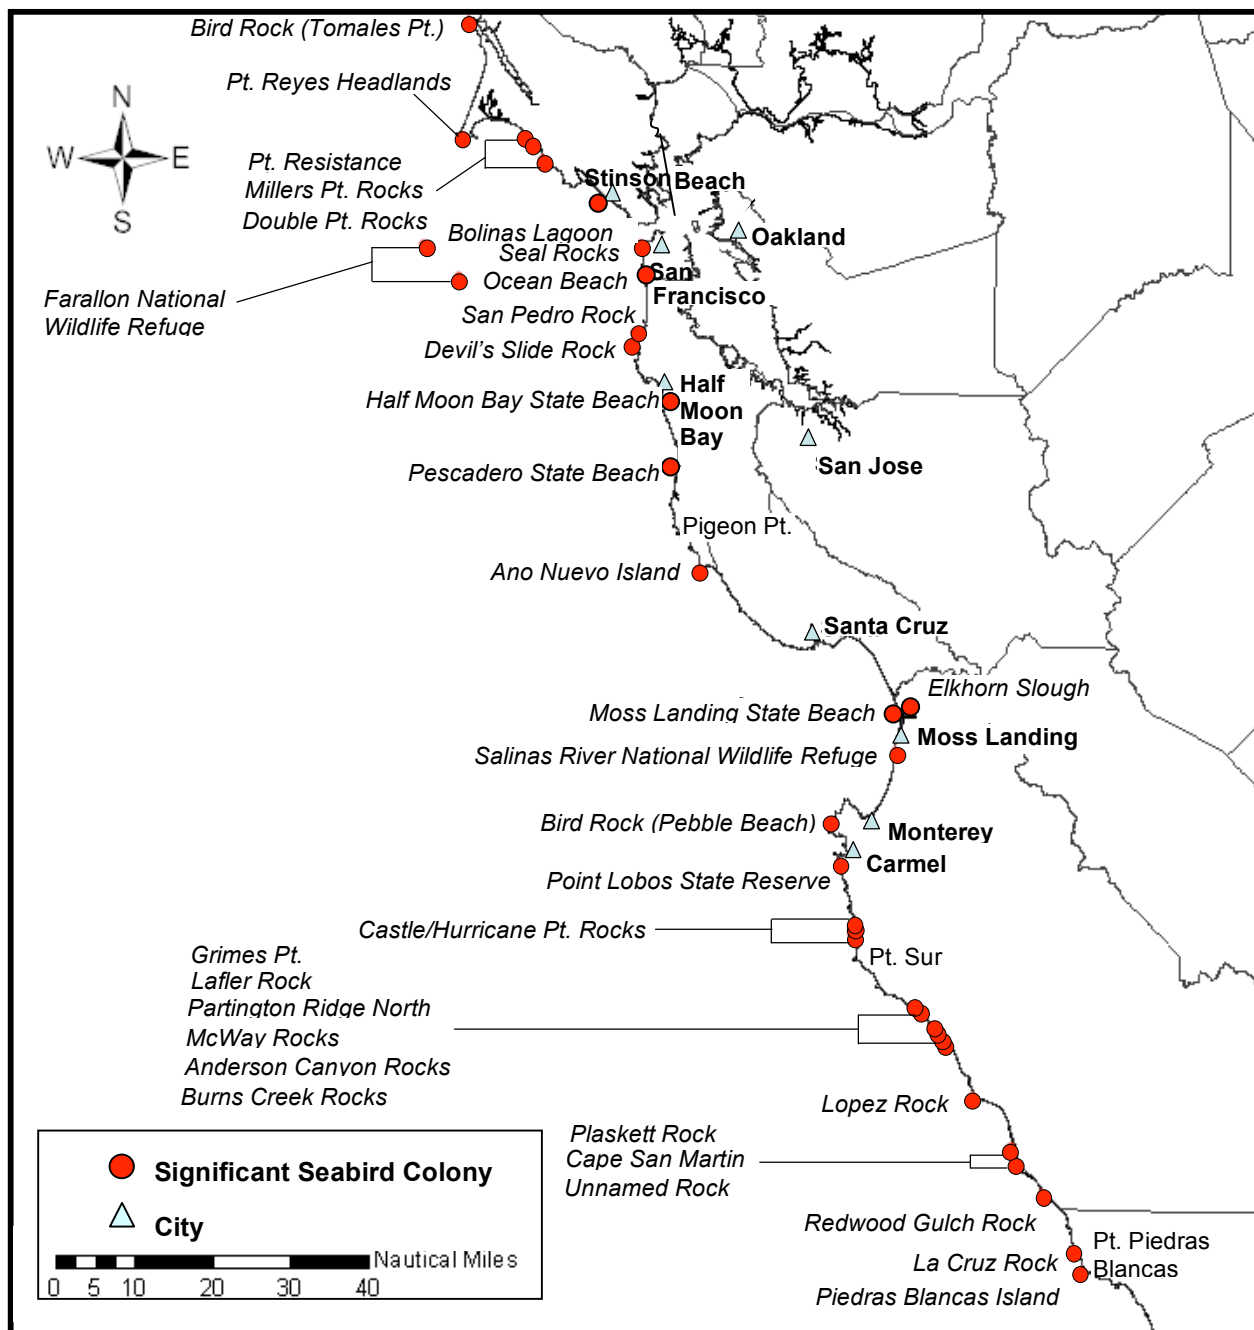 Bird Rock (Tomales Pt.)
Pt. Reyes Headlands
N
W
E
S
Pt. Resistance
Millers Pt. Rocks
Double Pt. Rocks
Stinson Beach
Bolinas Lagoon
Seal Rocks
Oakland
Ocean Beach
San
Francisco
Farallon National
Wildlife Refuge
San Pedro Rock
Devil's Slide Rock
Half Moon Bay State Beach
Half
Moon
Bay
Pescadero State Beach
San Jose
Pigeon Pt.
Ano Nuevo Island
Santa Cruz
Elkhorn Slough
Moss Landing State Beach
Moss Landing
Salinas River National Wildlife Refuge
Bird Rock (Pebble Beach)
Monterey
Carmel
Point Lobos State Reserve
Castle/Hurricane Pt. Rocks
Pt. Sur
Grimes Pt.
Lafler Rock
Partington Ridge North
McWay Rocks
Anderson Canyon Rocks
Burns Creek Rocks
Lopez Rock
Plaskett Rock
Cape San Martin
Unnamed Rock
Redwood Gulch Rock
La Cruz Rock
Pt. Piedras
Blancas
Piedras Blancas Island
Significant Seabird Colony
City
Nautical Miles
0 5 10 20 30 40